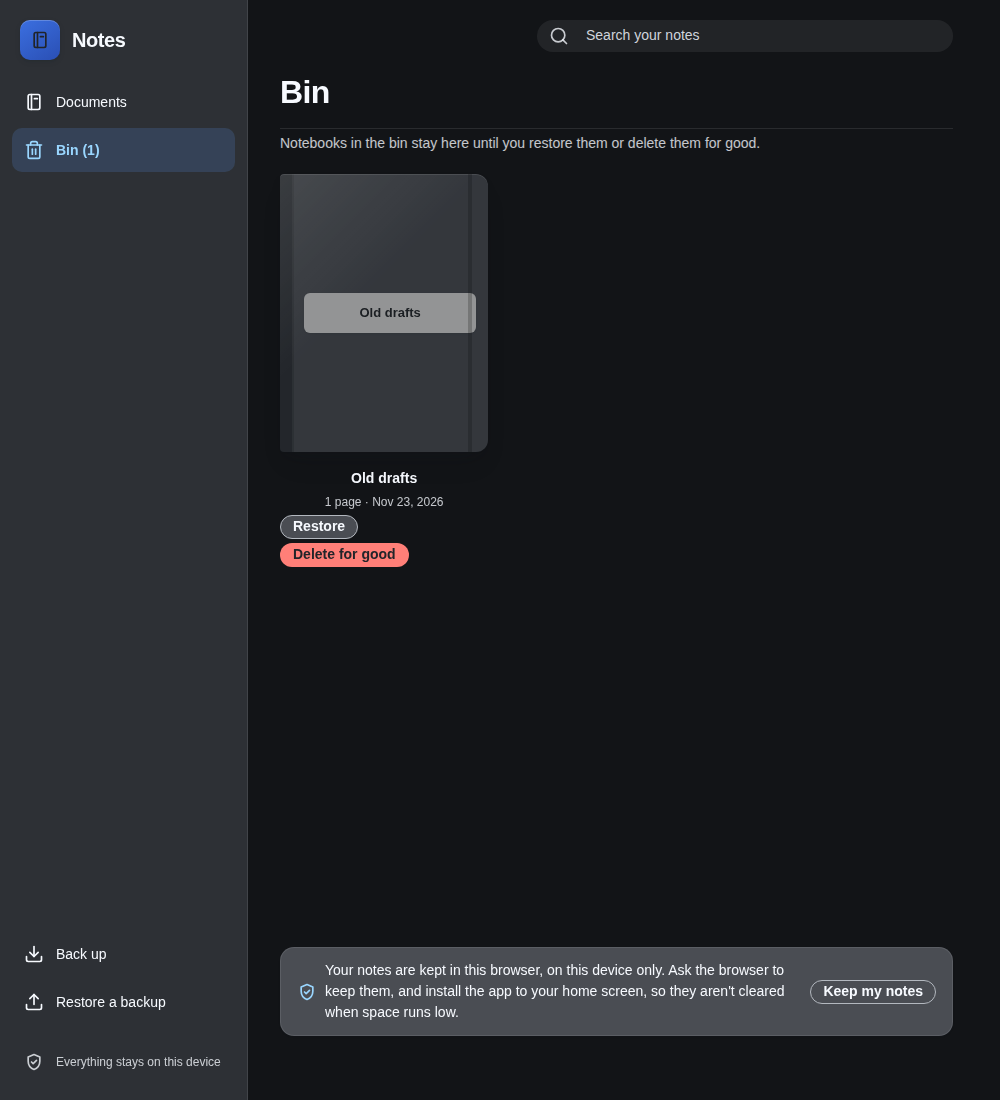 Notes
Documents
Bin (1)
Back up
Restore a backup
Everything stays on this device
Search your notes
Bin
Notebooks in the bin stay here until you restore them or delete them for good.
Old drafts
Old drafts
1 page · Nov 23, 2026
Restore
Delete for good
Your notes are kept in this browser, on this device only. Ask the browser to
keep them, and install the app to your home screen, so they aren't cleared
when space runs low.
Keep my notes